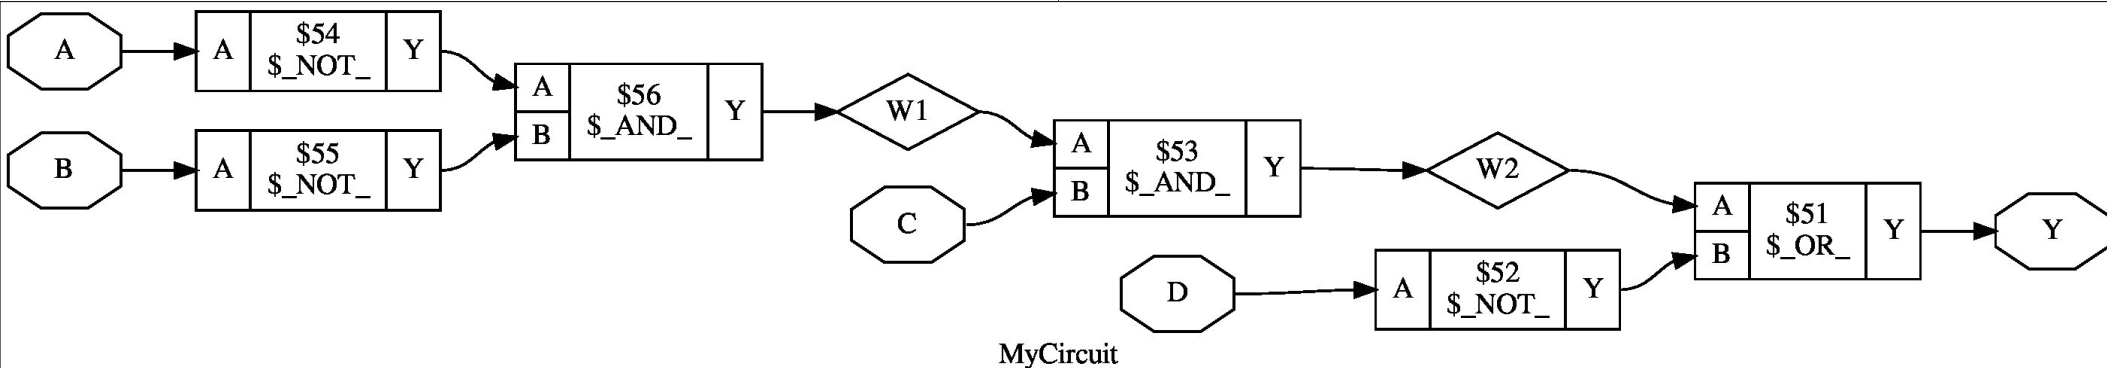 A
A
$54
$_NOT_
Y
B
A
$55
$_NOT_
Y
A
B
$56
$_AND_
Y
W1
C
A
B
$53
$_AND_
Y
W2
D
A
$52
$_NOT_
Y
A
B
$51
$_OR_
Y
Y
MyCircuit